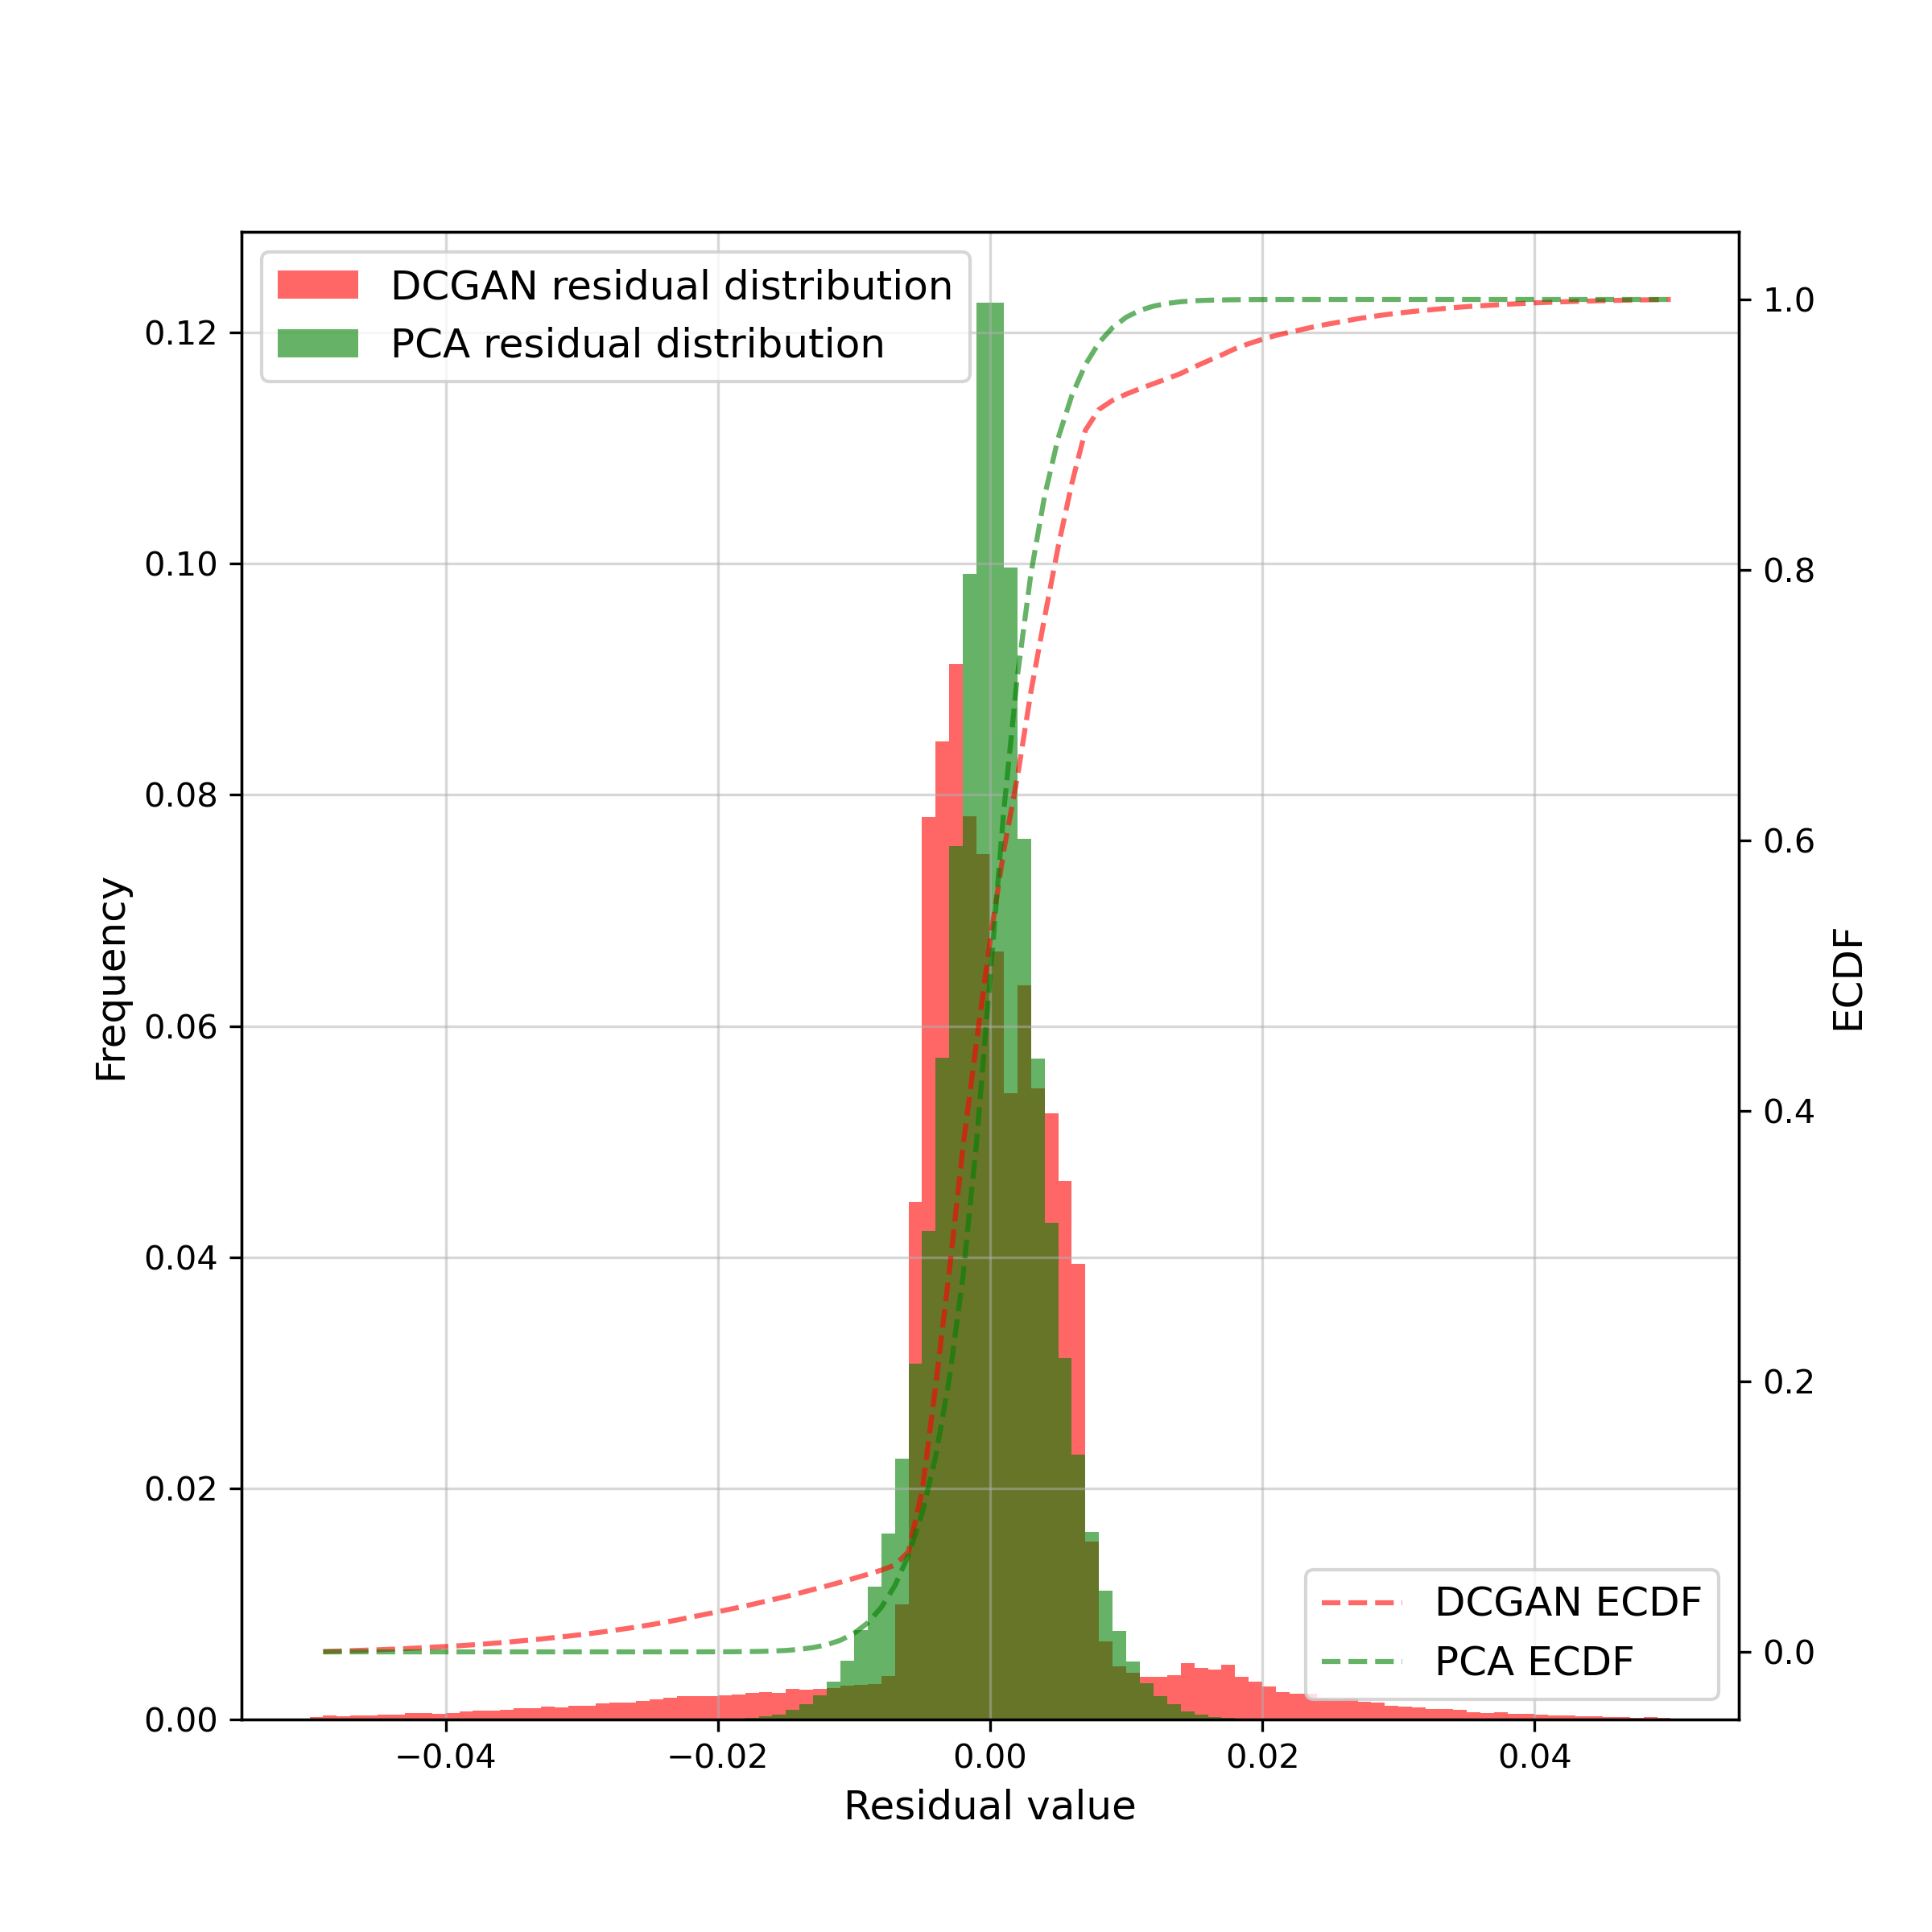 DCGAN residual distribution
PCA residual distribution
0.12
0.10
0.08
0.06
0.04
0.02
0.00
Frequency
1.0
0.8
0.6
0.4
0.2
0.0
ECDF
DCGAN ECDF
PCA ECDF
−0.04 −0.02 0.00 0.02 0.04
Residual value